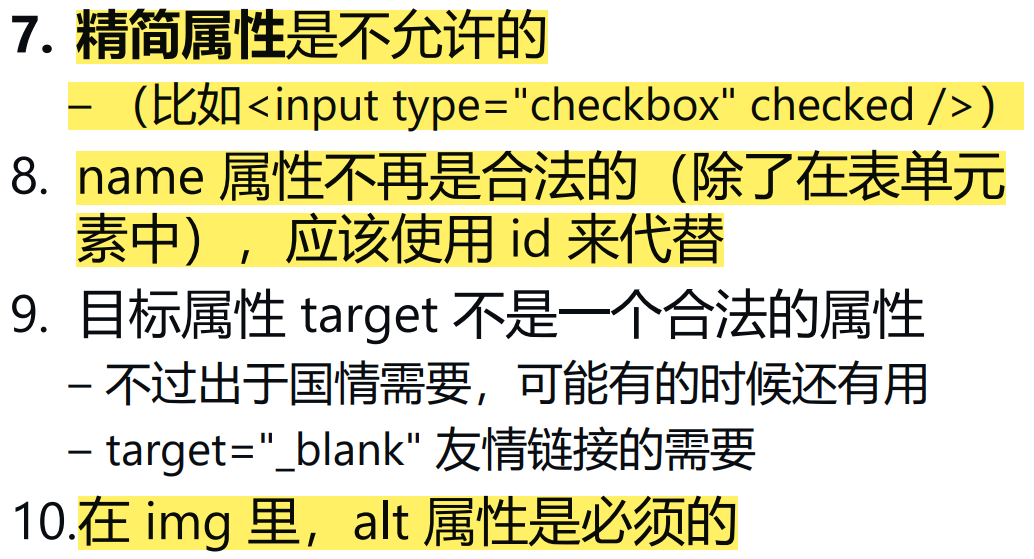 7. 精简属性是不允许的
– （比如<input type="checkbox" checked />）
8. name 属性不再是合法的（除了在表单元
素中），应该使用 id 来代替
9. 目标属性 target 不是一个合法的属性
– 不过出于国情需要，可能有的时候还有用
– target="_blank" 友情链接的需要
10.在 img 里，alt 属性是必须的